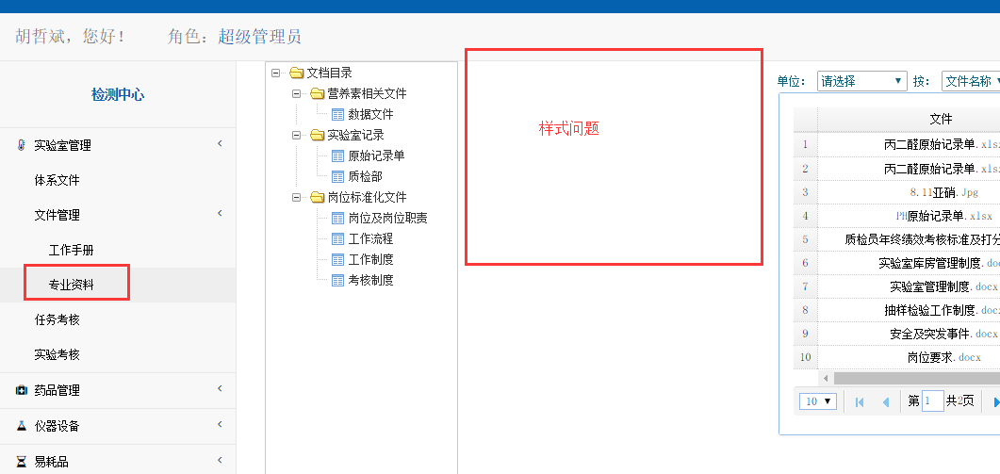 胡哲斌，您好！ 角色：超级管理员
检测中心
实验室管理
体系文件
文件管理
工作手册
专业资料
任务考核
实验考核
药品管理
仪器设备
易耗品
文档目录
营养素相关文件
数据文件
实验室记录
原始记录单
质检部
岗位标准化文件
岗位及岗位职责
工作流程
工作制度
考核制度
样式问题
单位： 请选择 按： 文件名称
文件
1 丙二醛原始记录单.xlsx
2 丙二醛原始记录单.xls
3 8.11亚硝.Jpg
4 PH原始记录单.xlsx
5 质检员年终绩效考核标准及打分
6 实验室库房管理制度.doc
7 实验室管理制度.docx
8 抽样检验工作制度.docx
9 安全及突发事件.docx
10 岗位要求.docx
10 第 1 共2页